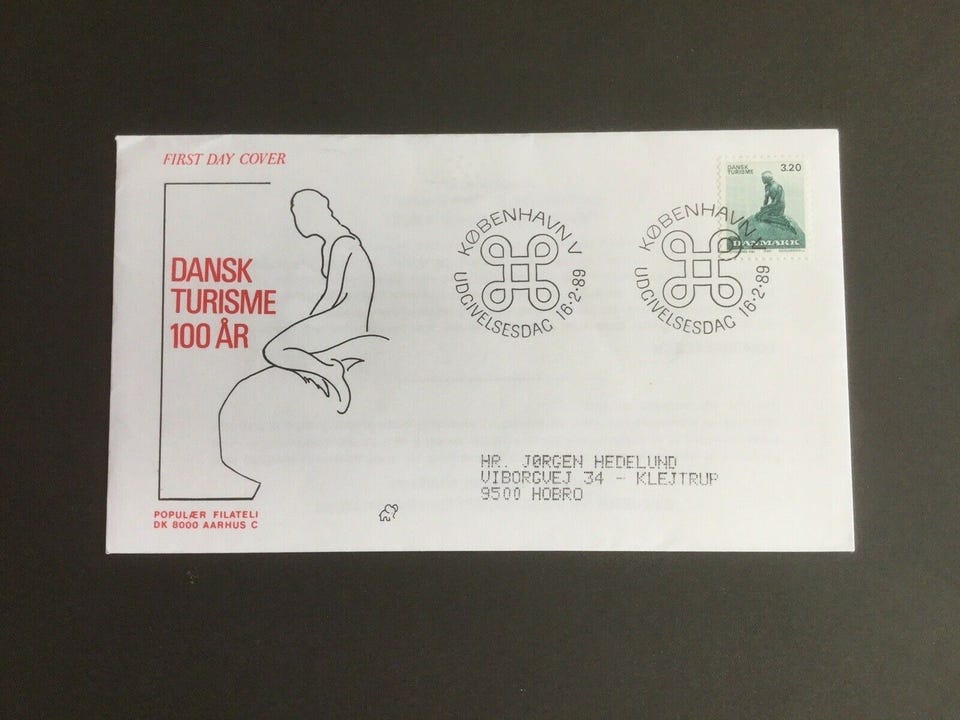 FIRST DAY COVER
DANSK
TURISME
100 ÅR
POPULÆR FILATELI
DK 8000 AARHUS C
KØBENHAVN V
UDGIVELSESDAG 16·2·89
KØBENHAVN V
UDGIVELSESDAG 16·2·89
DANSK
TURISME
3.20
DANMARK
HR. JØRGEN HEDELUND
VIBORGVEJ 34 - KLEJTRUP
9500 HOBRO